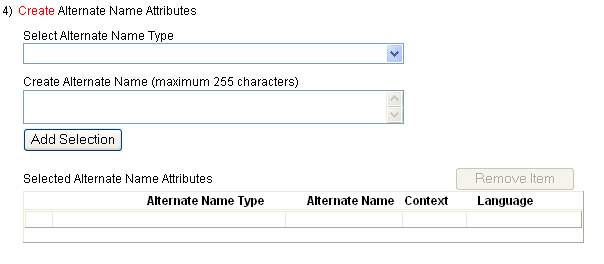 4) Create Alternate Name Attributes
Select Alternate Name Type
Create Alternate Name (maximum 255 characters)
Add Selection
Selected Alternate Name Attributes Remove Item
Alternate Name Type Alternate Name Context Language